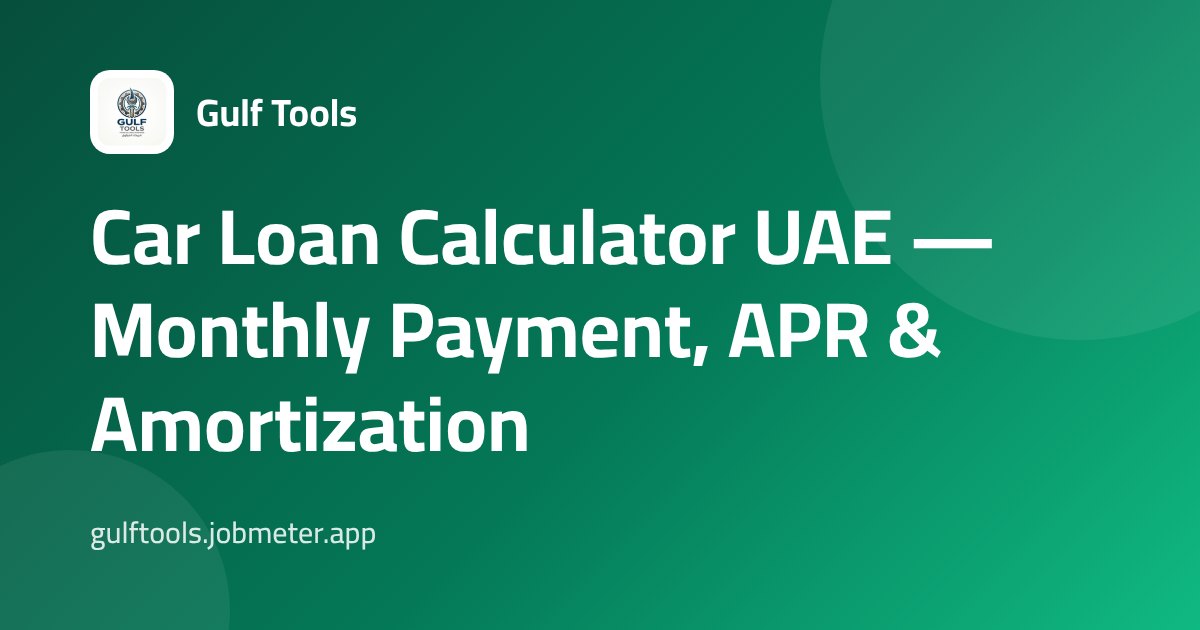 GULF
TOOLS
Gulf Tools
Car Loan Calculator UAE —
Monthly Payment, APR &
Amortization
gulftools.jobmeter.app